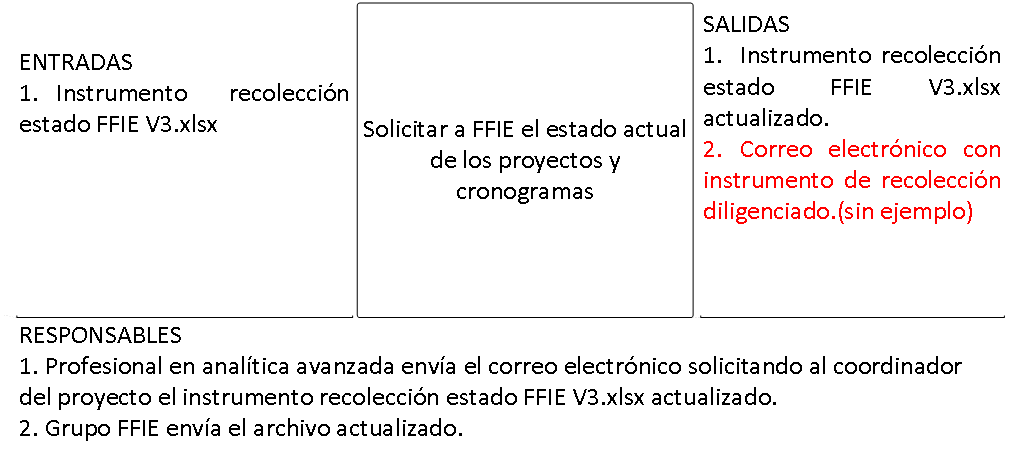 ENTRADAS
1. Instrumento recolección
estado FFIE V3.xlsx
Solicitar a FFIE el estado actual
de los proyectos y
cronogramas
SALIDAS
1. Instrumento recolección
estado FFIE V3.xlsx
actualizado.
2. Correo electrónico con
instrumento de recolección
diligenciado.(sin ejemplo)
RESPONSABLES
1. Profesional en analítica avanzada envía el correo electrónico solicitando al coordinador
del proyecto el instrumento recolección estado FFIE V3.xlsx actualizado.
2. Grupo FFIE envía el archivo actualizado.